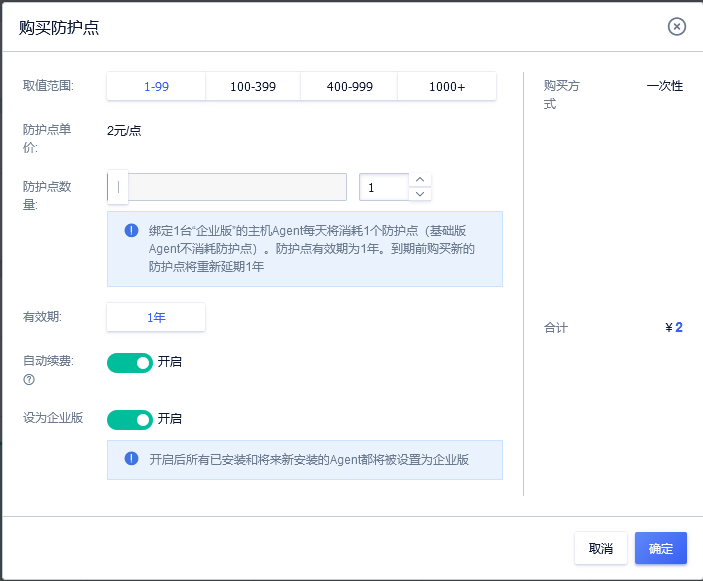 购买防护点
取值范围:
1-99
100-399
400-999
1000+
防护点单
价:
2元/点
防护点数
量:
1
绑定1台“企业版”的主机Agent每天将消耗1个防护点（基础版
Agent不消耗防护点）。防护点有效期为1年。到期前购买新的
防护点将重新延期1年
有效期:
1年
自动续费:
开启
设为企业版
开启
开启后所有已安装和将来新安装的Agent都将被设置为企业版
购买方
式
一次性
合计
¥ 2
取消
确定